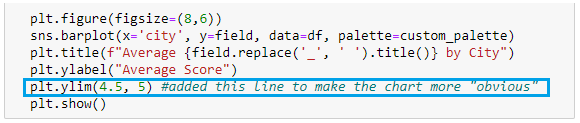 plt.figure(figsize=(8,6))
sns.barplot(x='city', y=field, data=df, palette=custom_palette)
plt.title(f"Average {field.replace('_', ' ').title()} by City")
plt.ylabel("Average Score")
plt.ylim(4.5, 5) #added this line to make the chart more "obvious"
plt.show()